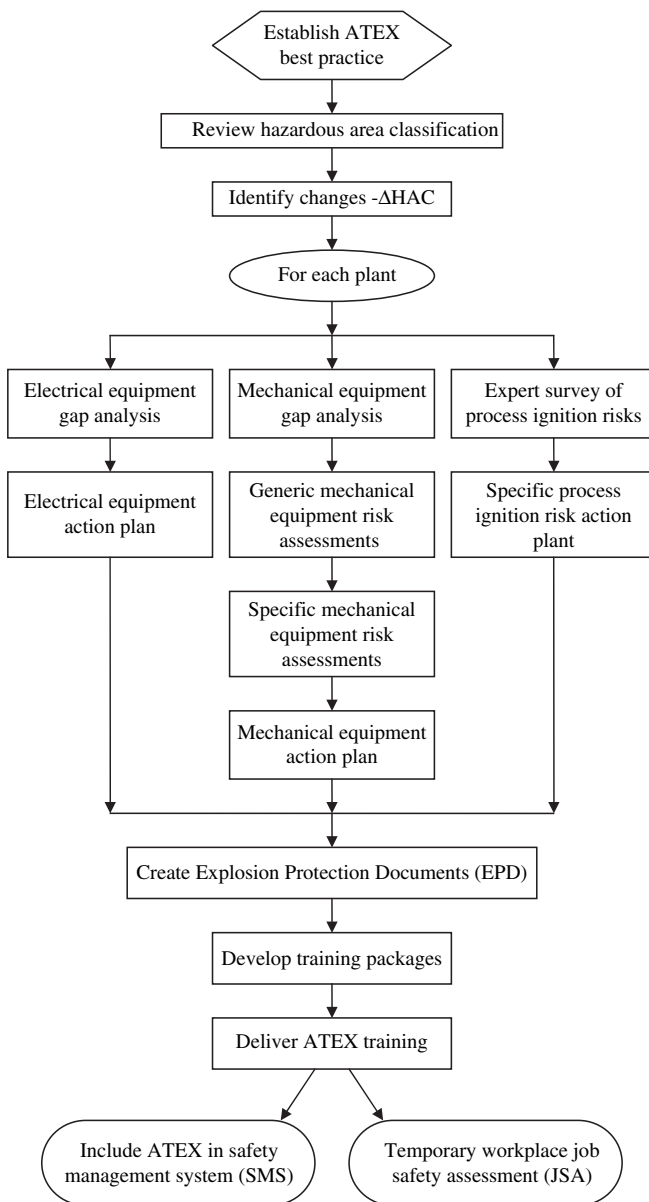 Establish ATEX
best practice
Review hazardous area classification
Identify changes -ΔHAC
For each plant
Electrical equipment
gap analysis
Mechanical equipment
gap analysis
Expert survey of
process ignition risks
Electrical equipment
action plan
Generic mechanical
equipment risk
assessments
Specific process
ignition risk action
plant
Specific mechanical
equipment risk
assessments
Mechanical equipment
action plan
Create Explosion Protection Documents (EPD)
Develop training packages
Deliver ATEX training
Include ATEX in safety
management system (SMS)
Temporary workplace job
safety assessment (JSA)